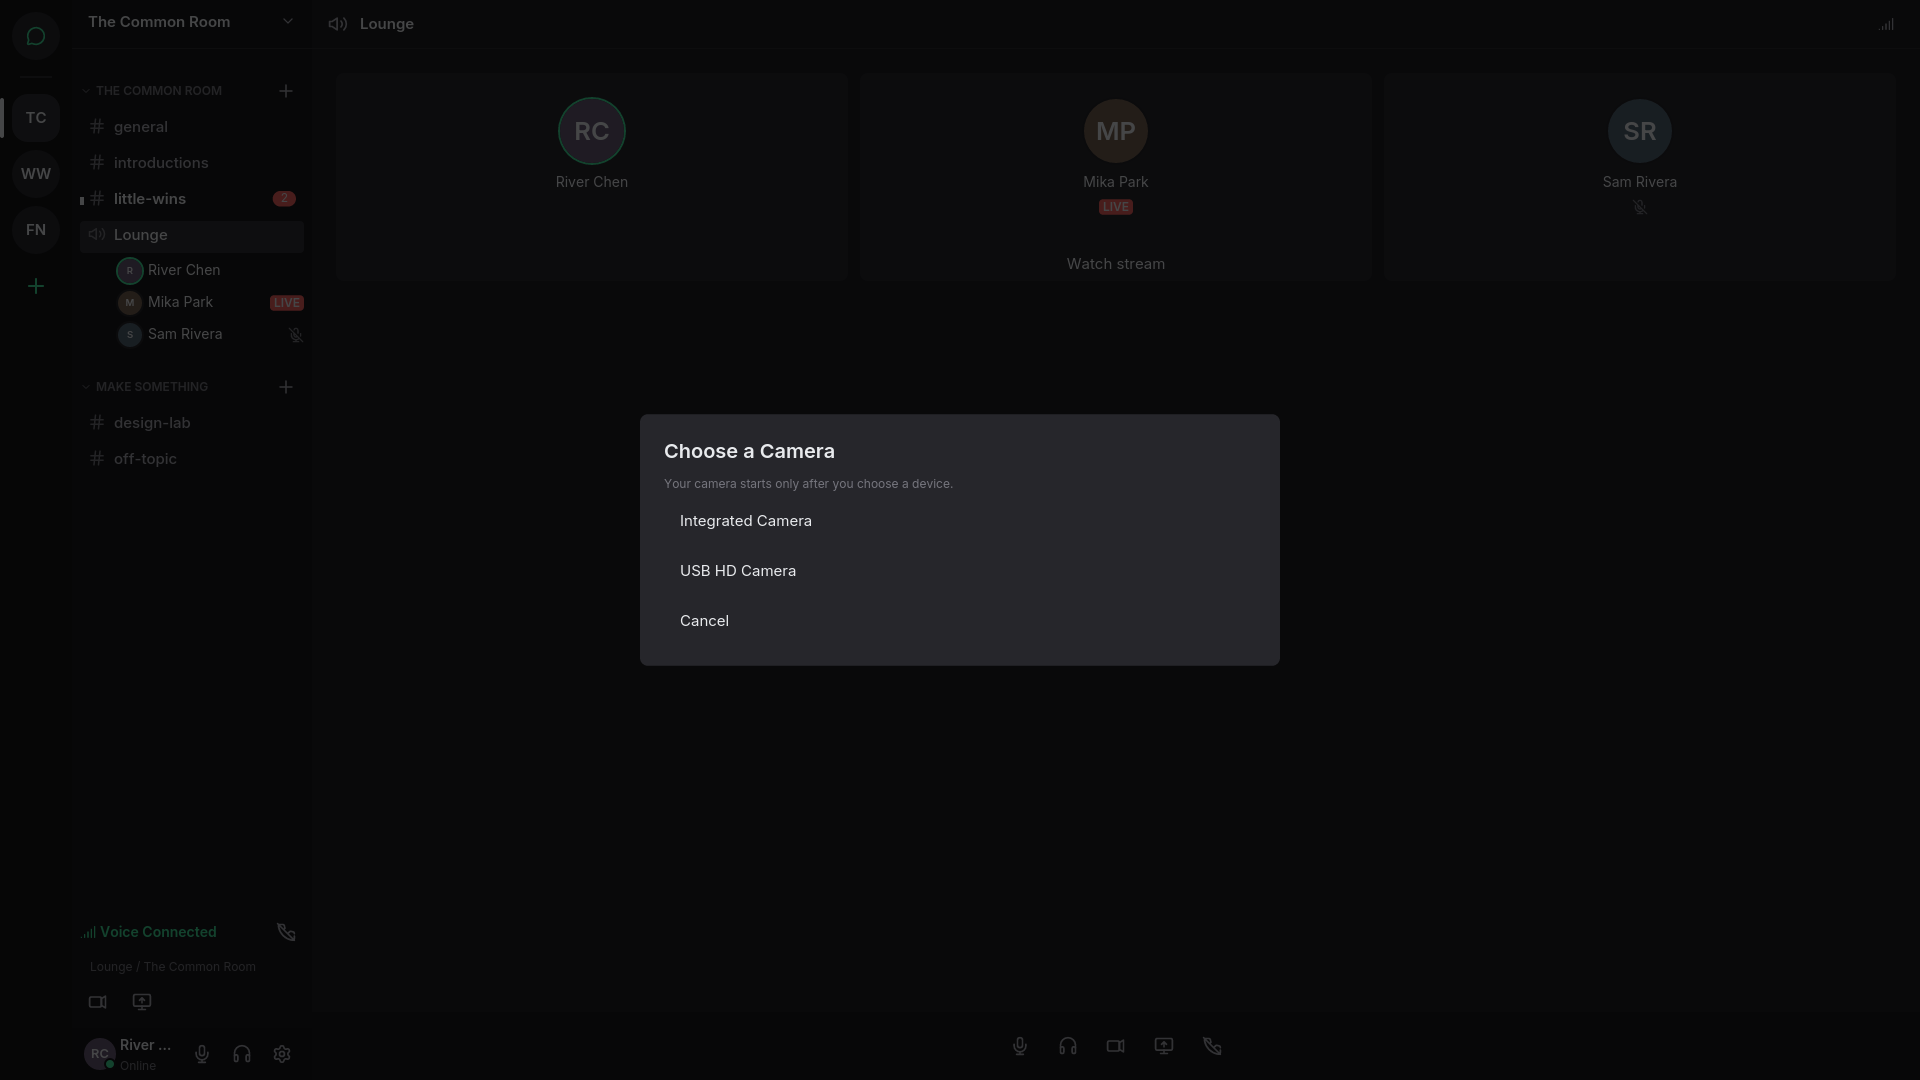 The Common Room
Lounge
TC
WW
FN
THE COMMON ROOM
general
introductions
little-wins
2
Lounge
R
River Chen
M
Mika Park
LIVE
S
Sam Rivera
MAKE SOMETHING
design-lab
off-topic
RC
River Chen
MP
Mika Park
LIVE
Watch stream
SR
Sam Rivera
Choose a Camera
Your camera starts only after you choose a device.
Integrated Camera
USB HD Camera
Cancel
Voice Connected
Lounge / The Common Room
RC
River ...
Online